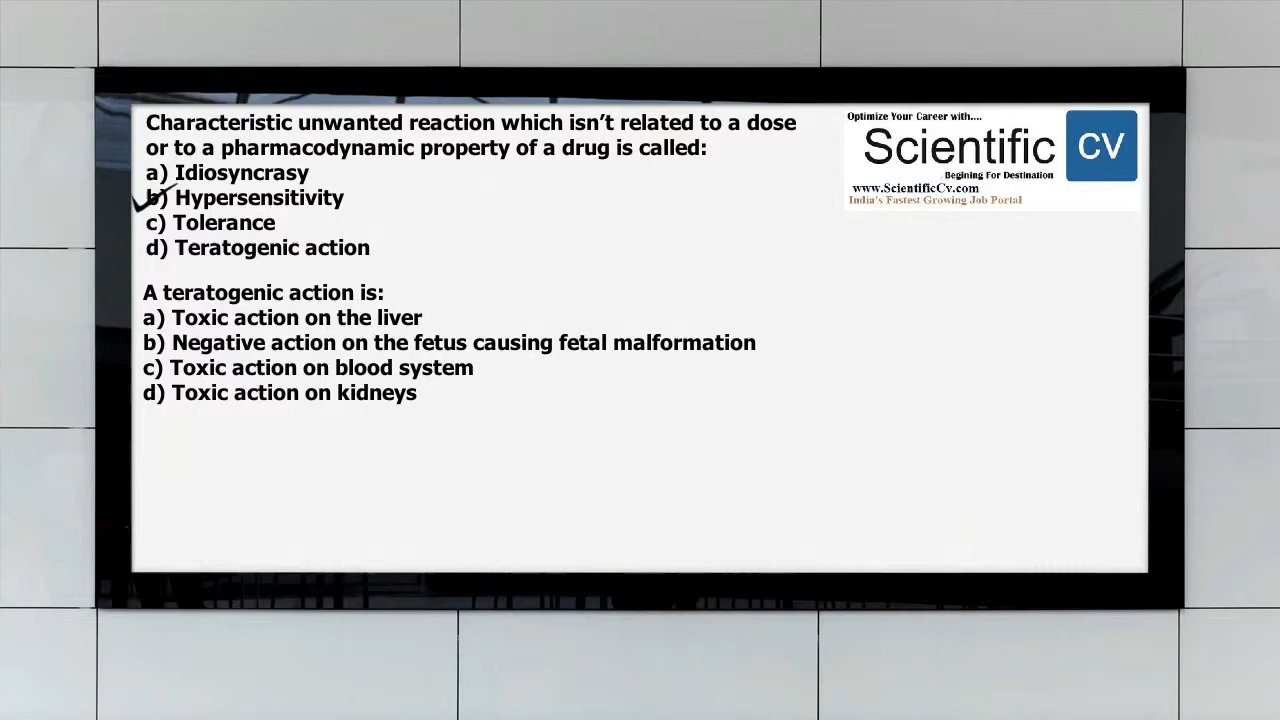 Characteristic unwanted reaction which isn't related to a dose
or to a pharmacodynamic property of a drug is called:
a) Idiosyncrasy
b) Hypersensitivity
c) Tolerance
d) Teratogenic action
A teratogenic action is:
a) Toxic action on the liver
b) Negative action on the fetus causing fetal malformation
c) Toxic action on blood system
d) Toxic action on kidneys
Optimize Your Career with....
Scientific CV
Begining For Destination
www.ScientificCv.com
India's Fastest Growing Job Portal